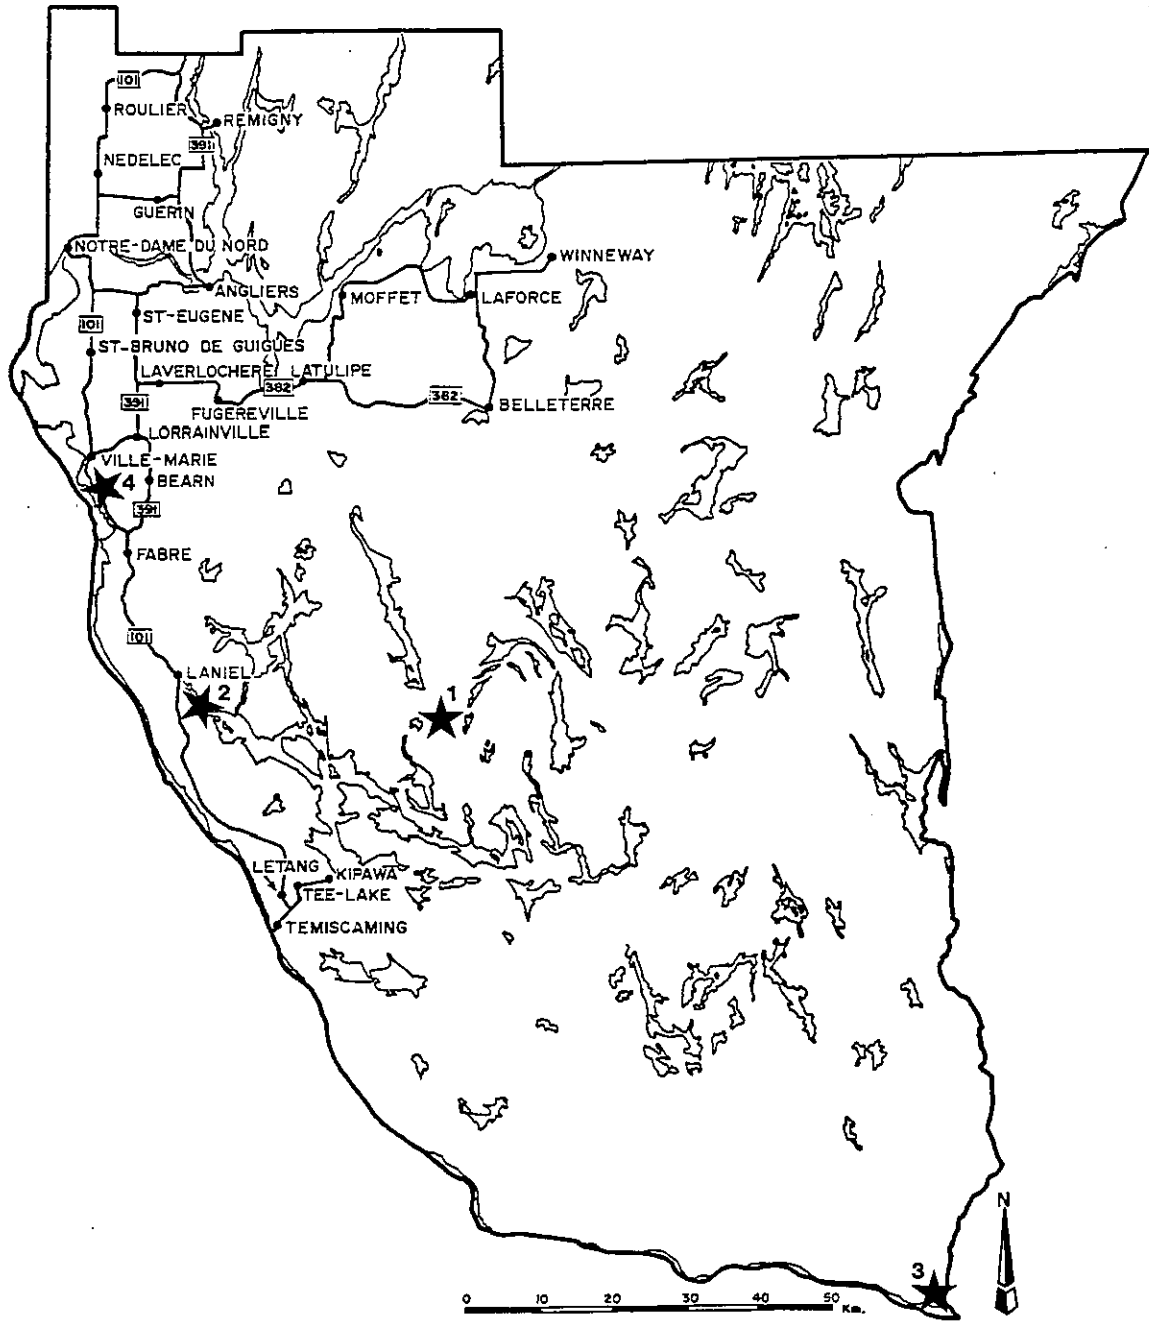 101
ROULIER
REMIGNY
391
NEDELEC
GUERIN
NOTRE-DAME DU NORD
WINNEWAY
ANGLIERS
MOFFET
LAFORCE
ST-EUGENE
101
ST-BRUNO DE GUIGUES
LAVERLOCHERE
LATULIPE
382
382
391
FUGEREVILLE
BELLETERRE
LORRAINVILLE
VILLE-MARIE
4
BEARN
391
FABRE
101
LANIEL
2
1
LETANG
KIPAWA
TEE-LAKE
TEMISCAMING
N
3
0 10 20 30 40 50
Km.